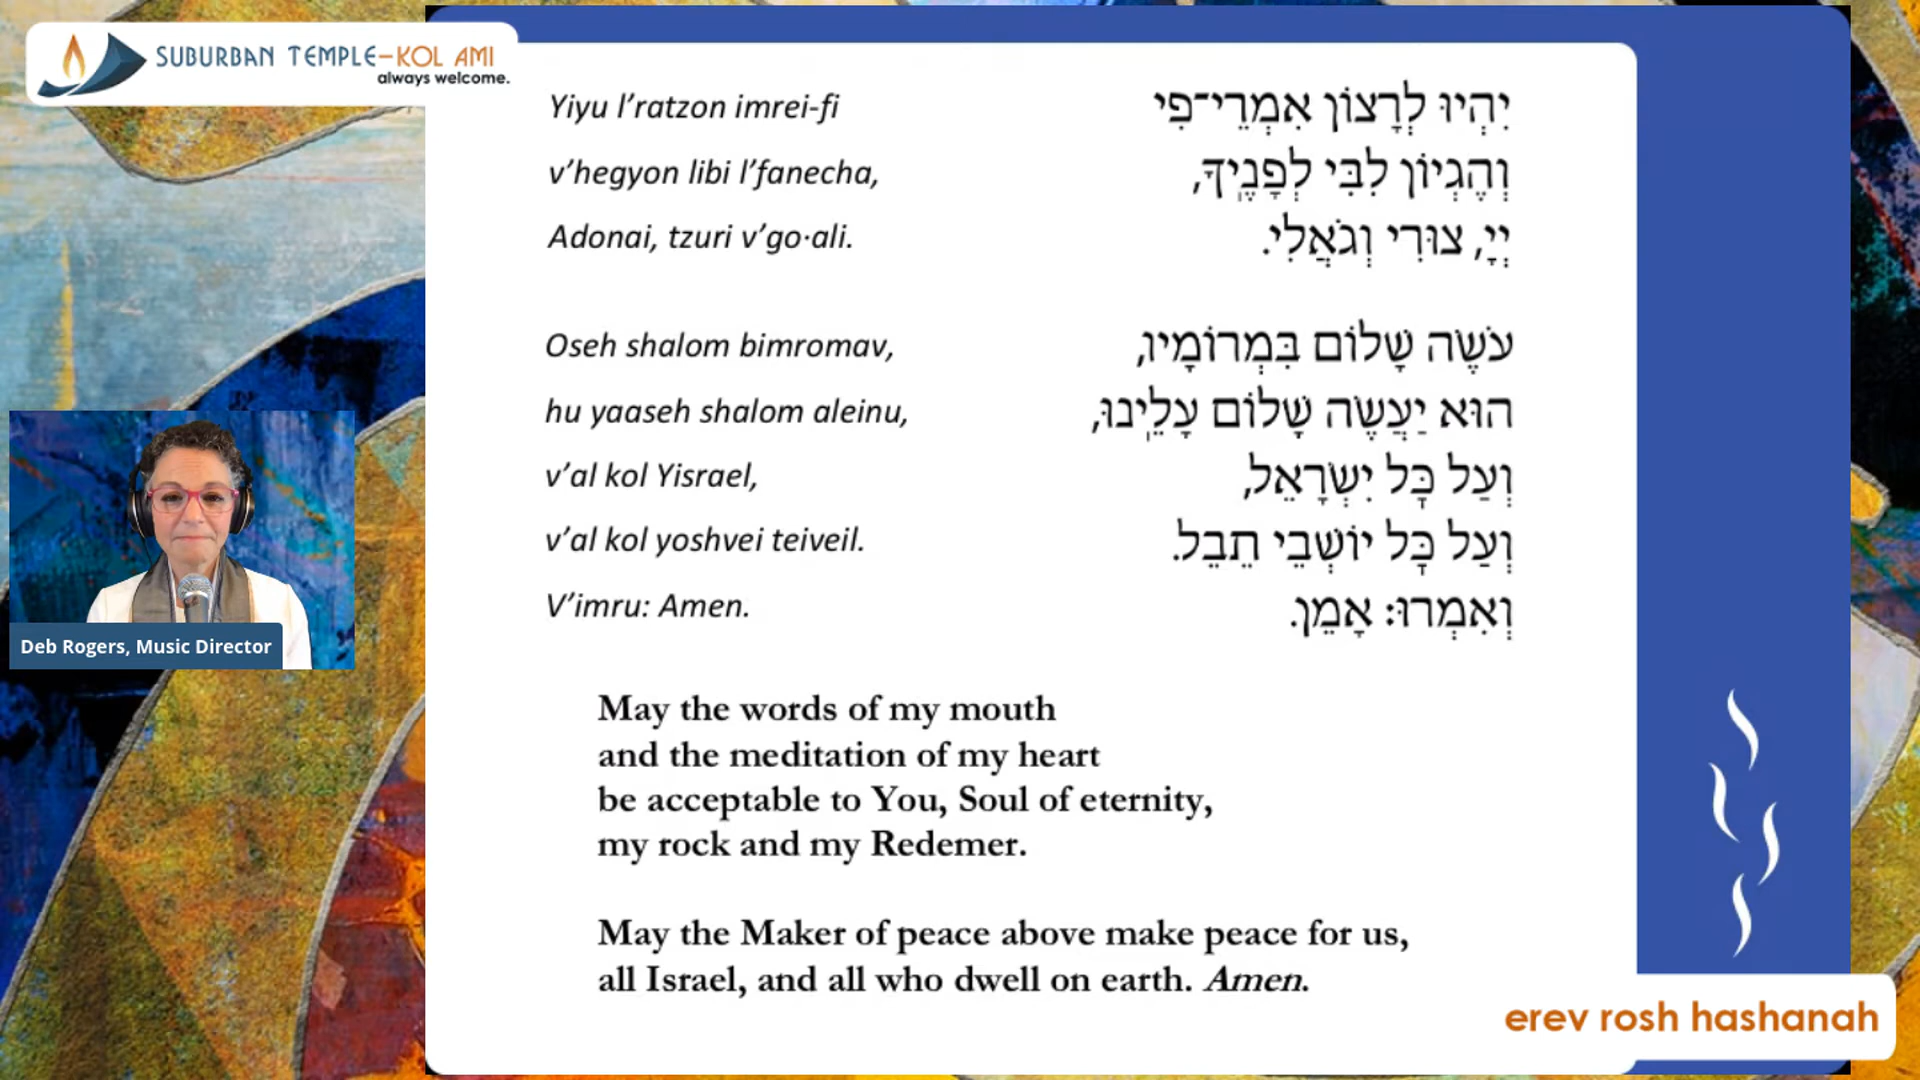 SUBURBAN TEMPLE-KOL AMI
always welcome.
Yiyu l’ratzon imrei-fi
v’hegyon libi l’fanecha,
Adonai, tzuri v’go·ali.
יִהְיוּ לְרָצוֹן אִמְרֵי־פִי
וְהֶגְיוֹן לִבִּי לְפָנֶֽיךָ,
יְיָ, צוּרִי וְגֹאֲלִי.
Oseh shalom bimromav,
hu yaaseh shalom aleinu,
v’al kol Yisrael,
v’al kol yoshvei teiveil.
V’imru: Amen.
עֹשֶׂה שָׁלוֹם בִּמְרוֹמָיו,
הוּא יַעֲשֶׂה שָׁלוֹם עָלֵֽינוּ,
וְעַל כׇּל יִשְׂרָאֵל,
וְעַל כׇּל יוֹשְׁבֵי תֵבֵל.
וְאִמְרוּ: אָמֵן.
May the words of my mouth
and the meditation of my heart
be acceptable to You, Soul of eternity,
my rock and my Redemer.
May the Maker of peace above make peace for us,
all Israel, and all who dwell on earth. Amen.
Deb Rogers, Music Director
erev rosh hashanah